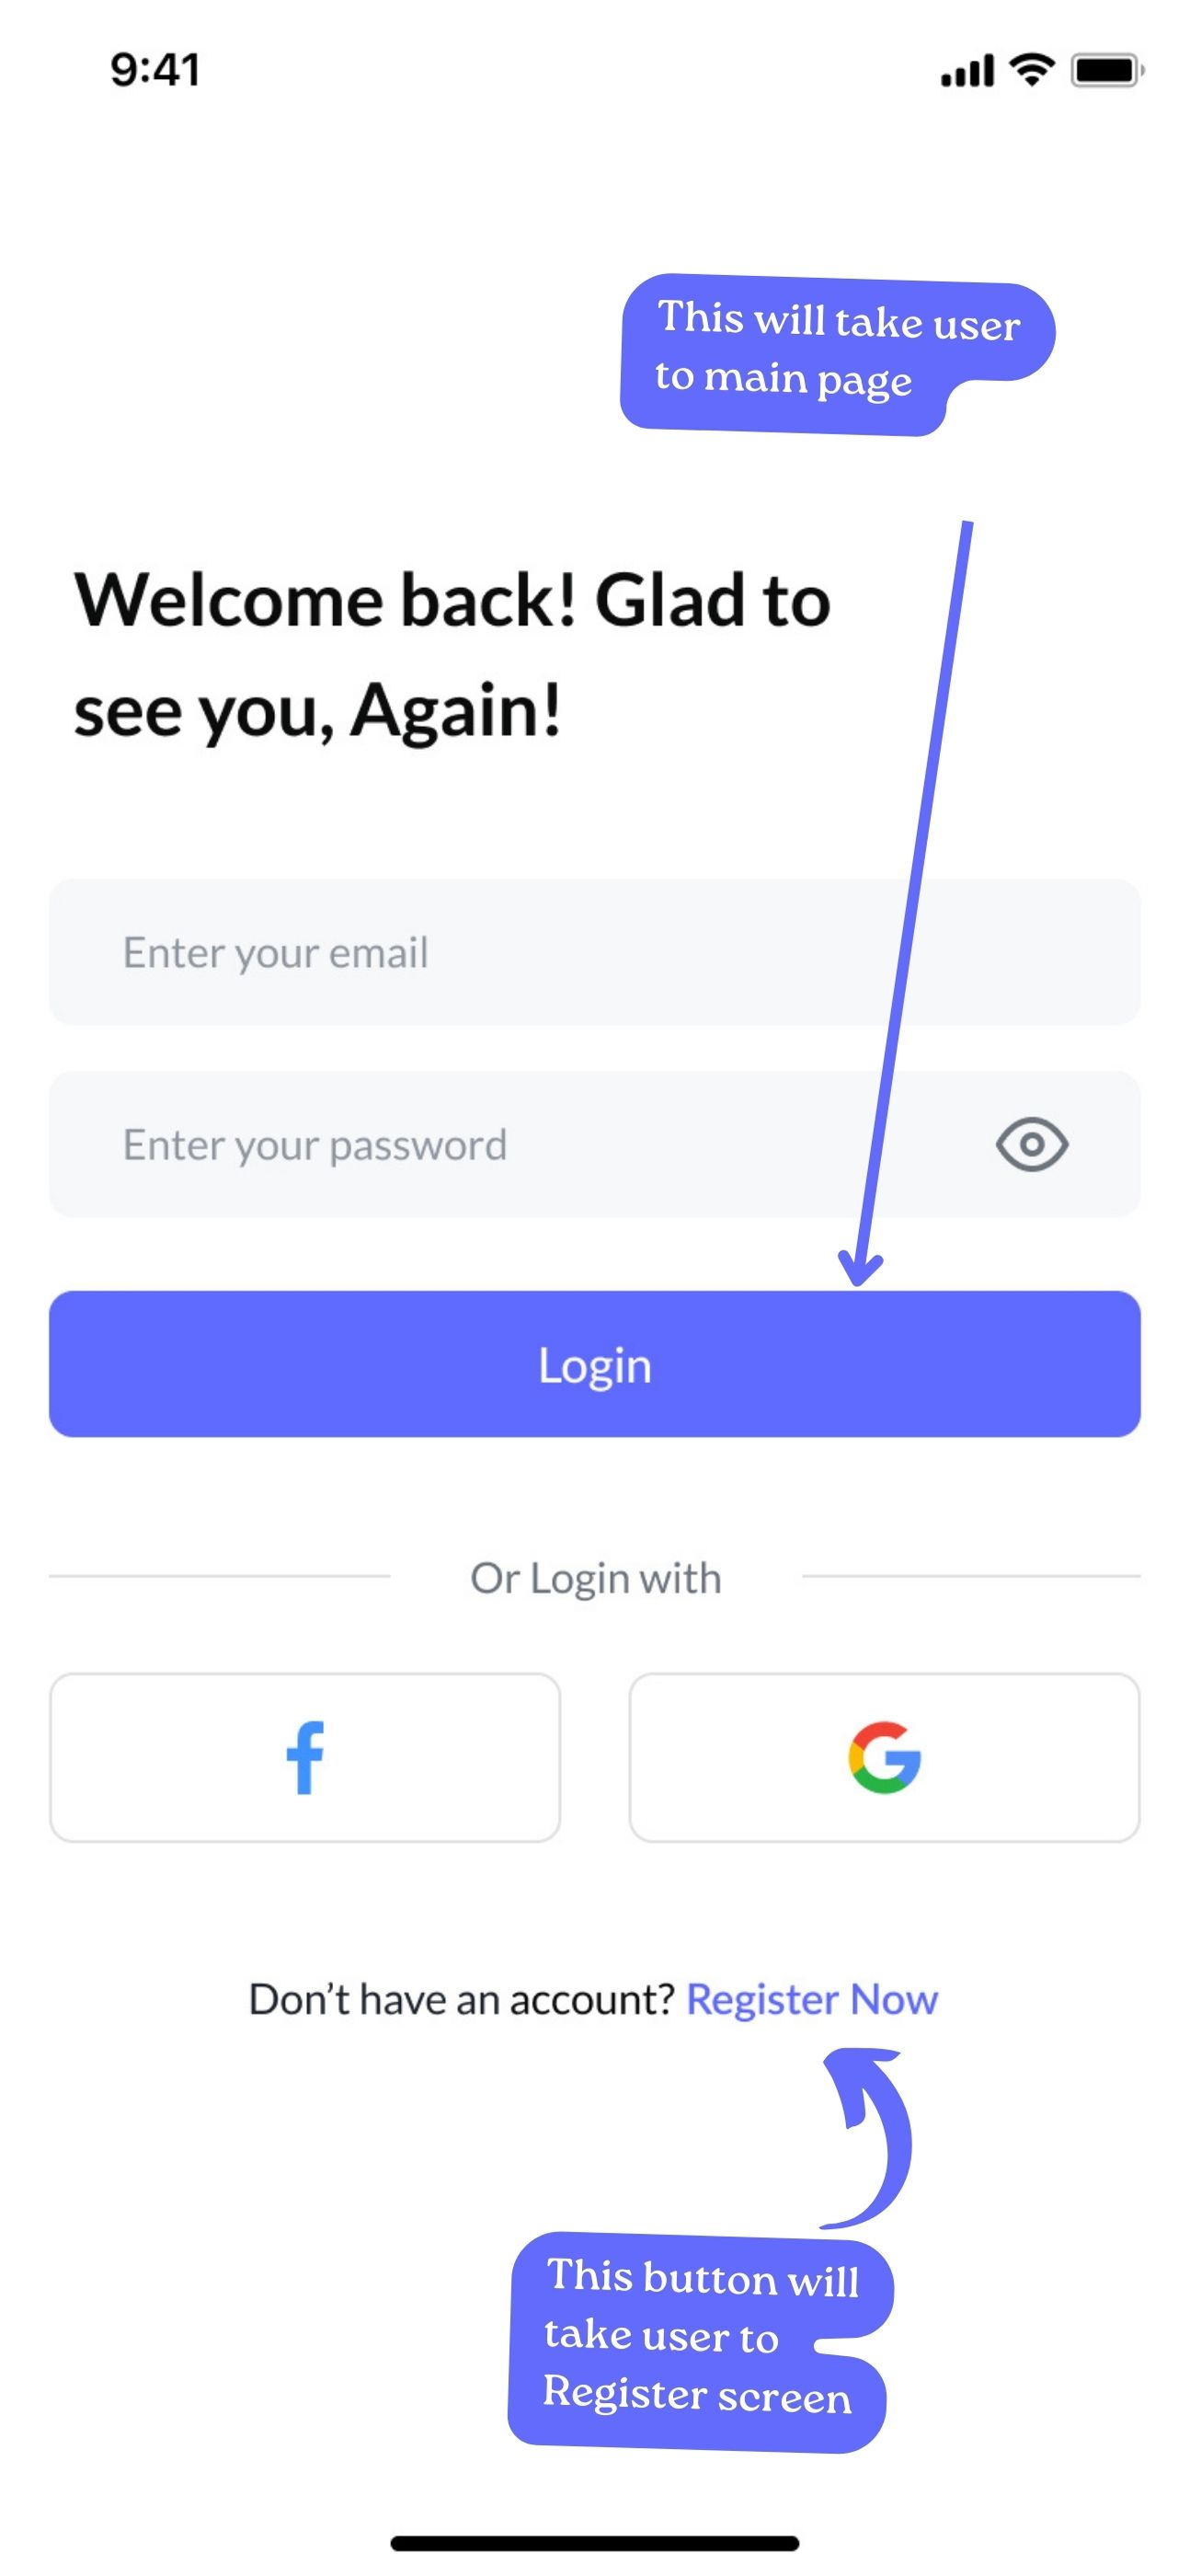 9:41
This will take user
to main page
Welcome back! Glad to
see you, Again!
Enter your email
Enter your password
Login
Or Login with
Don’t have an account? Register Now
This button will
take user to
Register screen